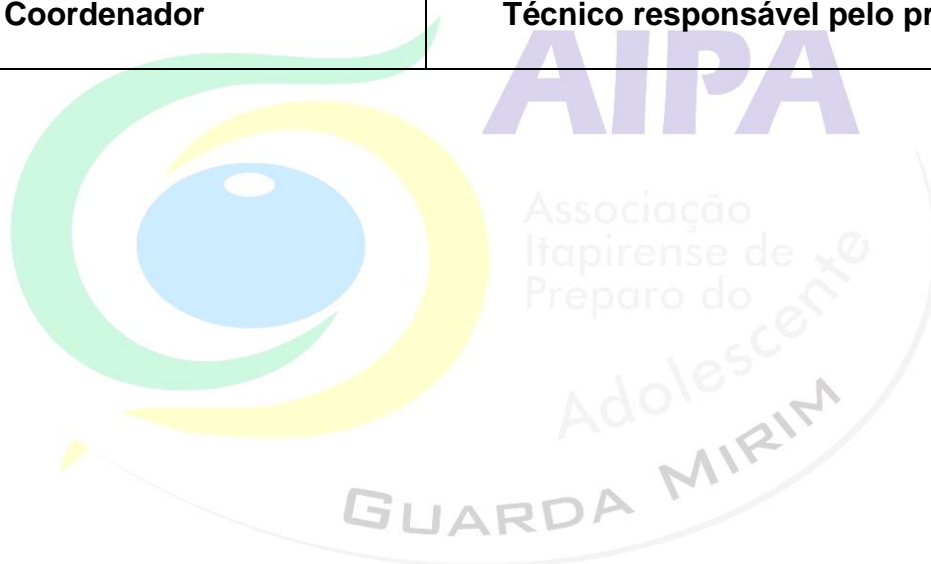 Coordenador
Técnico responsável pelo pr
AIPA
Associação
Itapirense de
Preparo do
Adolescente
GUARDA MIRIM